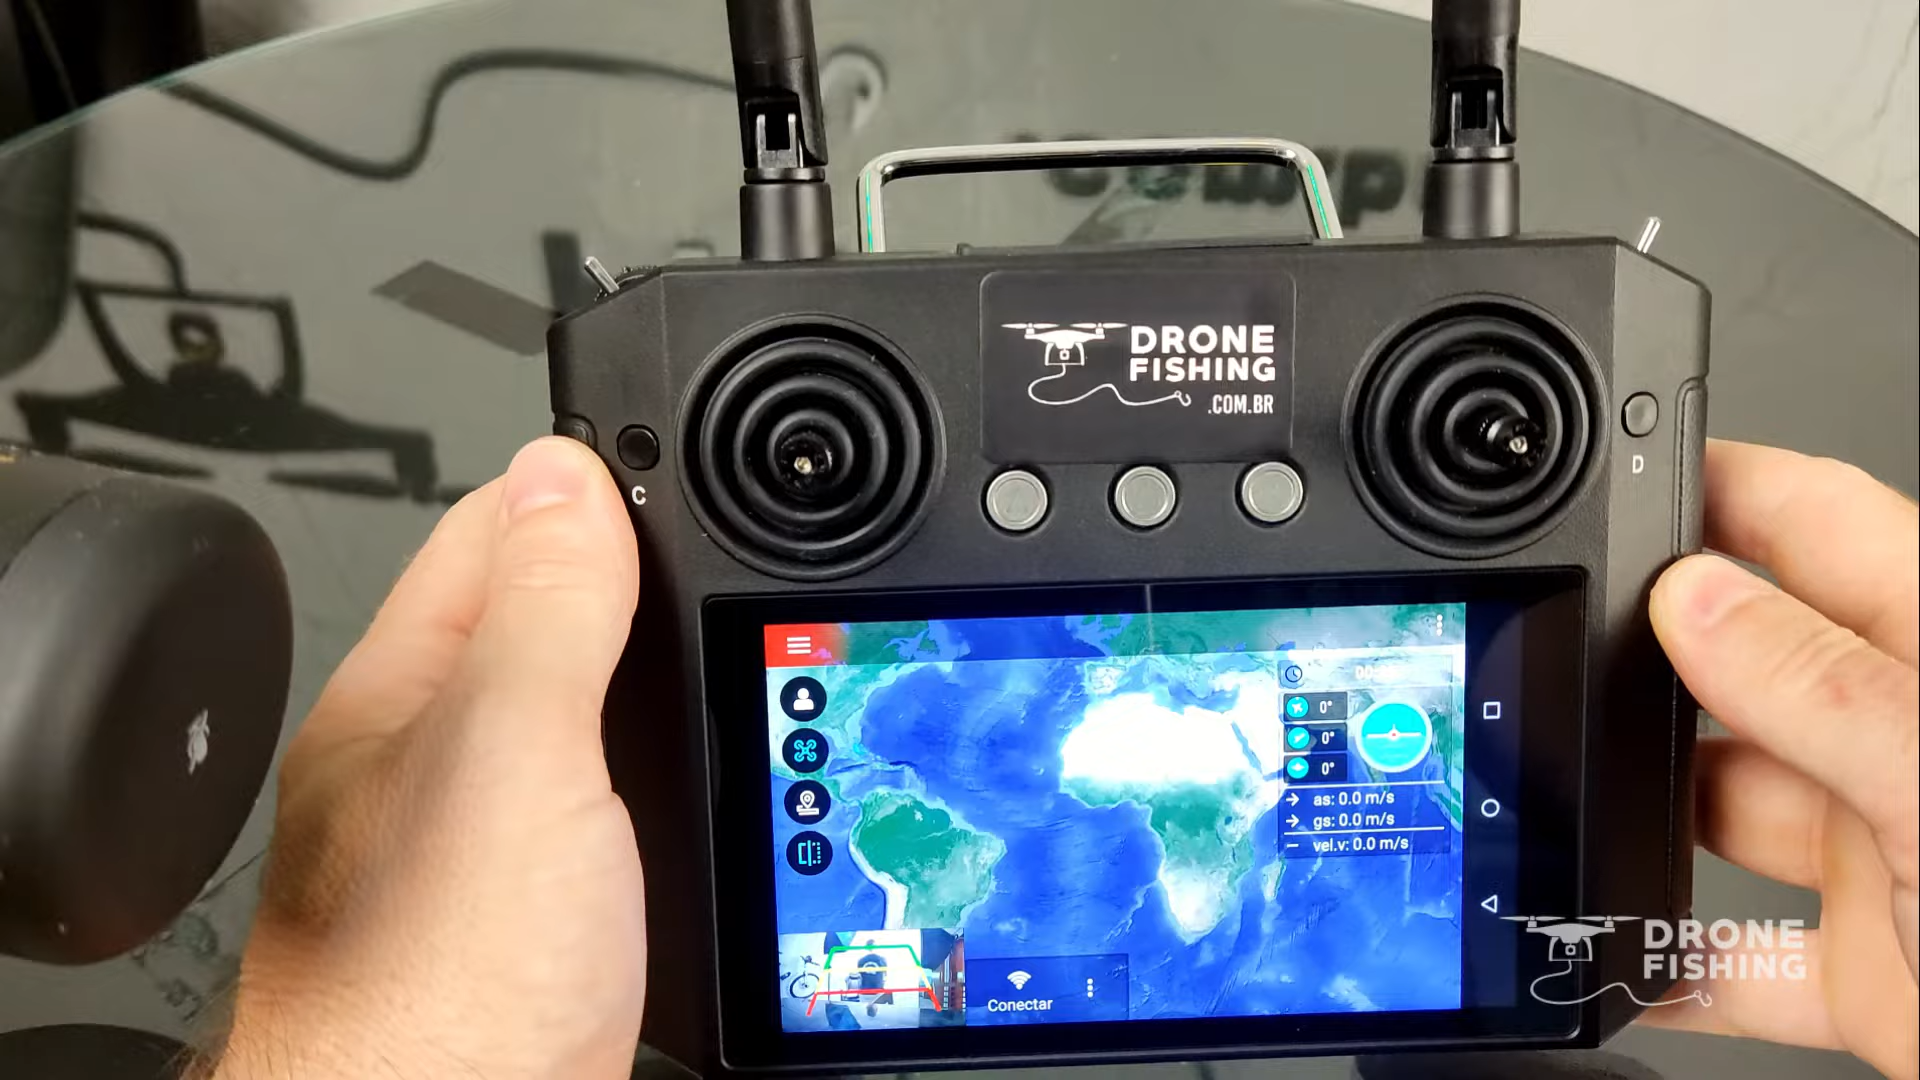 DRONE
FISHING
.COM.BR
C
D
0°
0°
0°
as: 0.0 m/s
gs: 0.0 m/s
vel.v: 0.0 m/s
Conectar
DRONE
FISHING